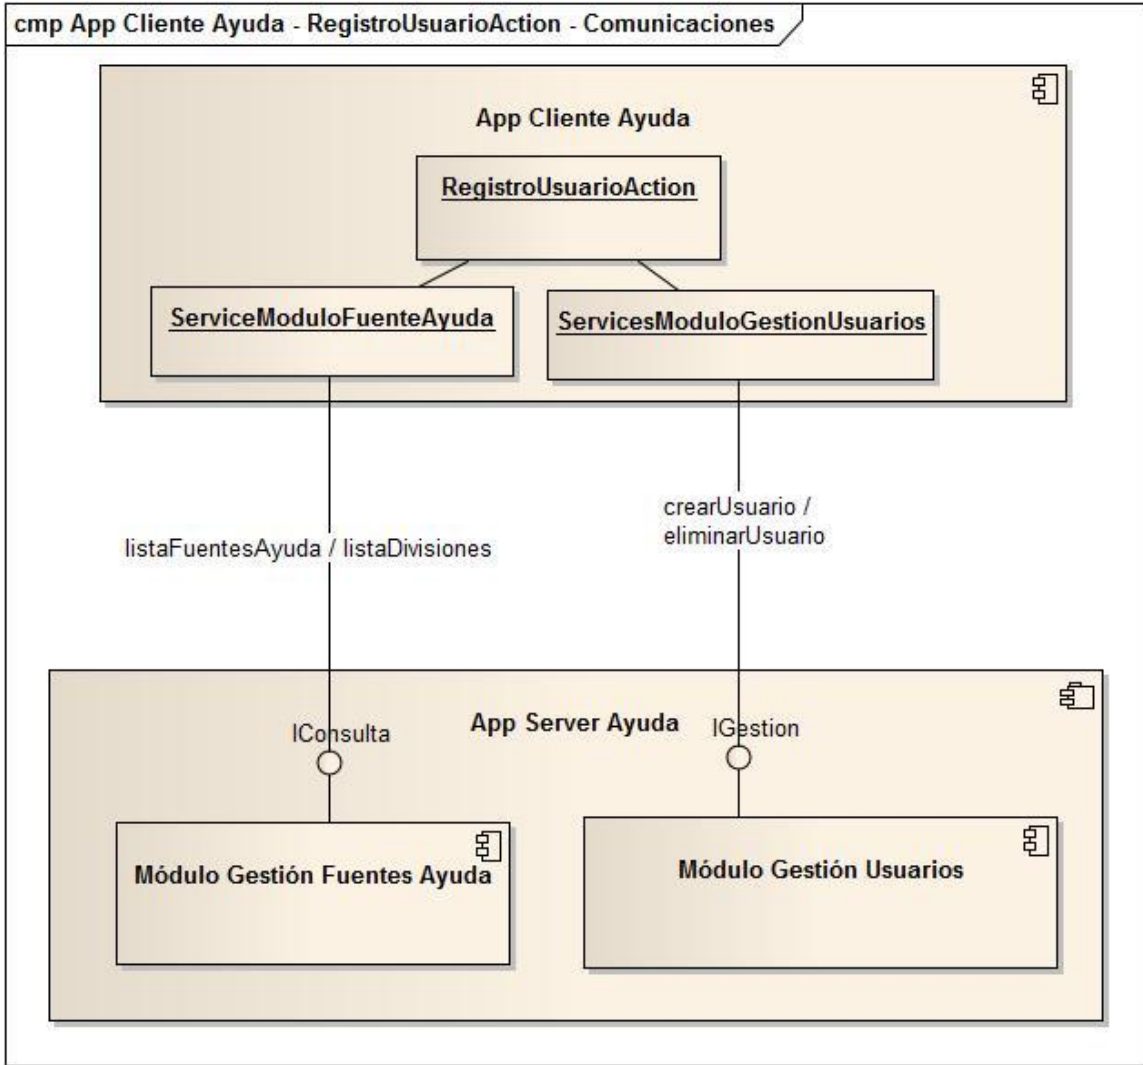 cmp App Cliente Ayuda - RegistroUsuarioAction - Comunicaciones
App Cliente Ayuda
RegistroUsuarioAction
ServiceModuloFuenteAyuda
ServicesModuloGestionUsuarios
crearUsuario /
eliminarUsuario
listaFuentesAyuda / listaDivisiones
App Server Ayuda
IConsulta
IGestion
Módulo Gestión Fuentes Ayuda
Módulo Gestión Usuarios